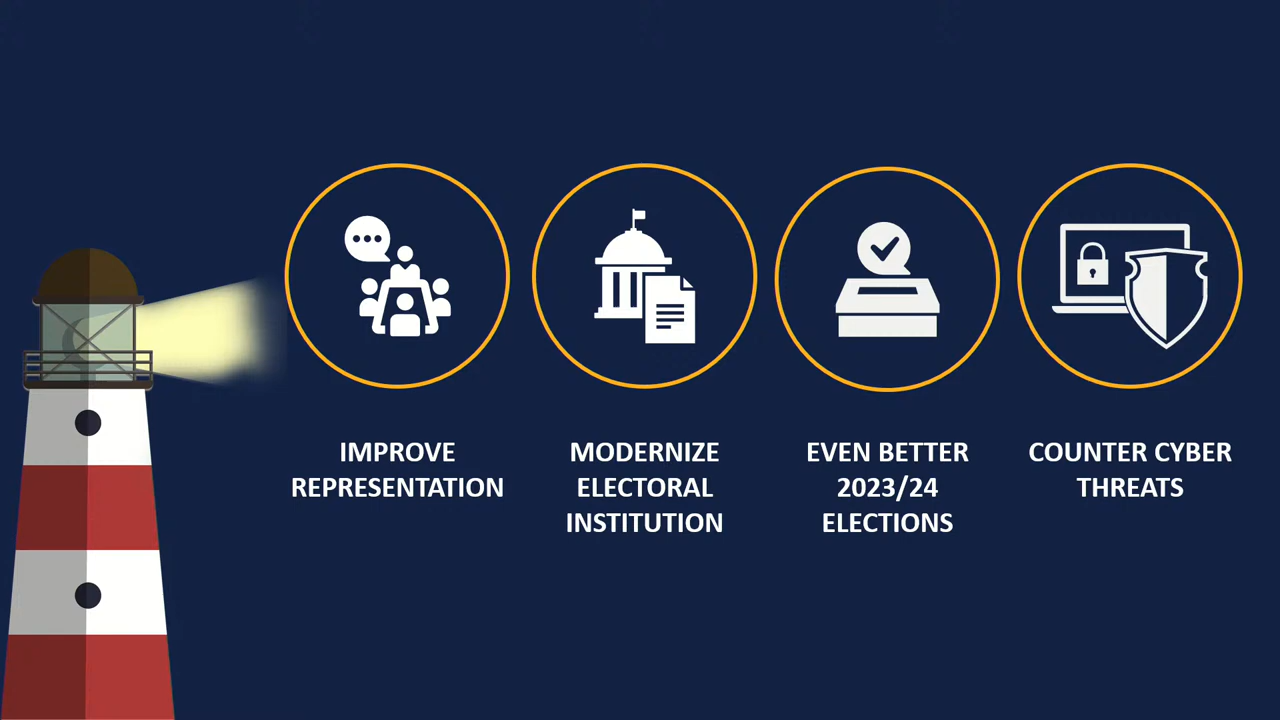 IMPROVE
REPRESENTATION
MODERNIZE
ELECTORAL
INSTITUTION
EVEN BETTER
2023/24
ELECTIONS
COUNTER CYBER
THREATS